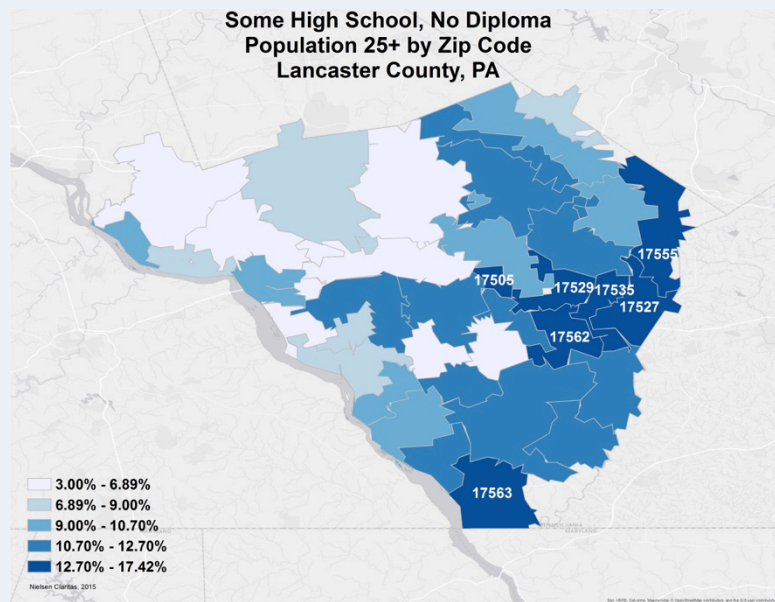 Some High School, No Diploma
Population 25+ by Zip Code
Lancaster County, PA
17555
17505
17529
17535
17527
17562
17563
3.00% - 6.89%
6.89% - 9.00%
9.00% - 10.70%
10.70% - 12.70%
12.70% - 17.42%
Nielsen Claritas, 2015